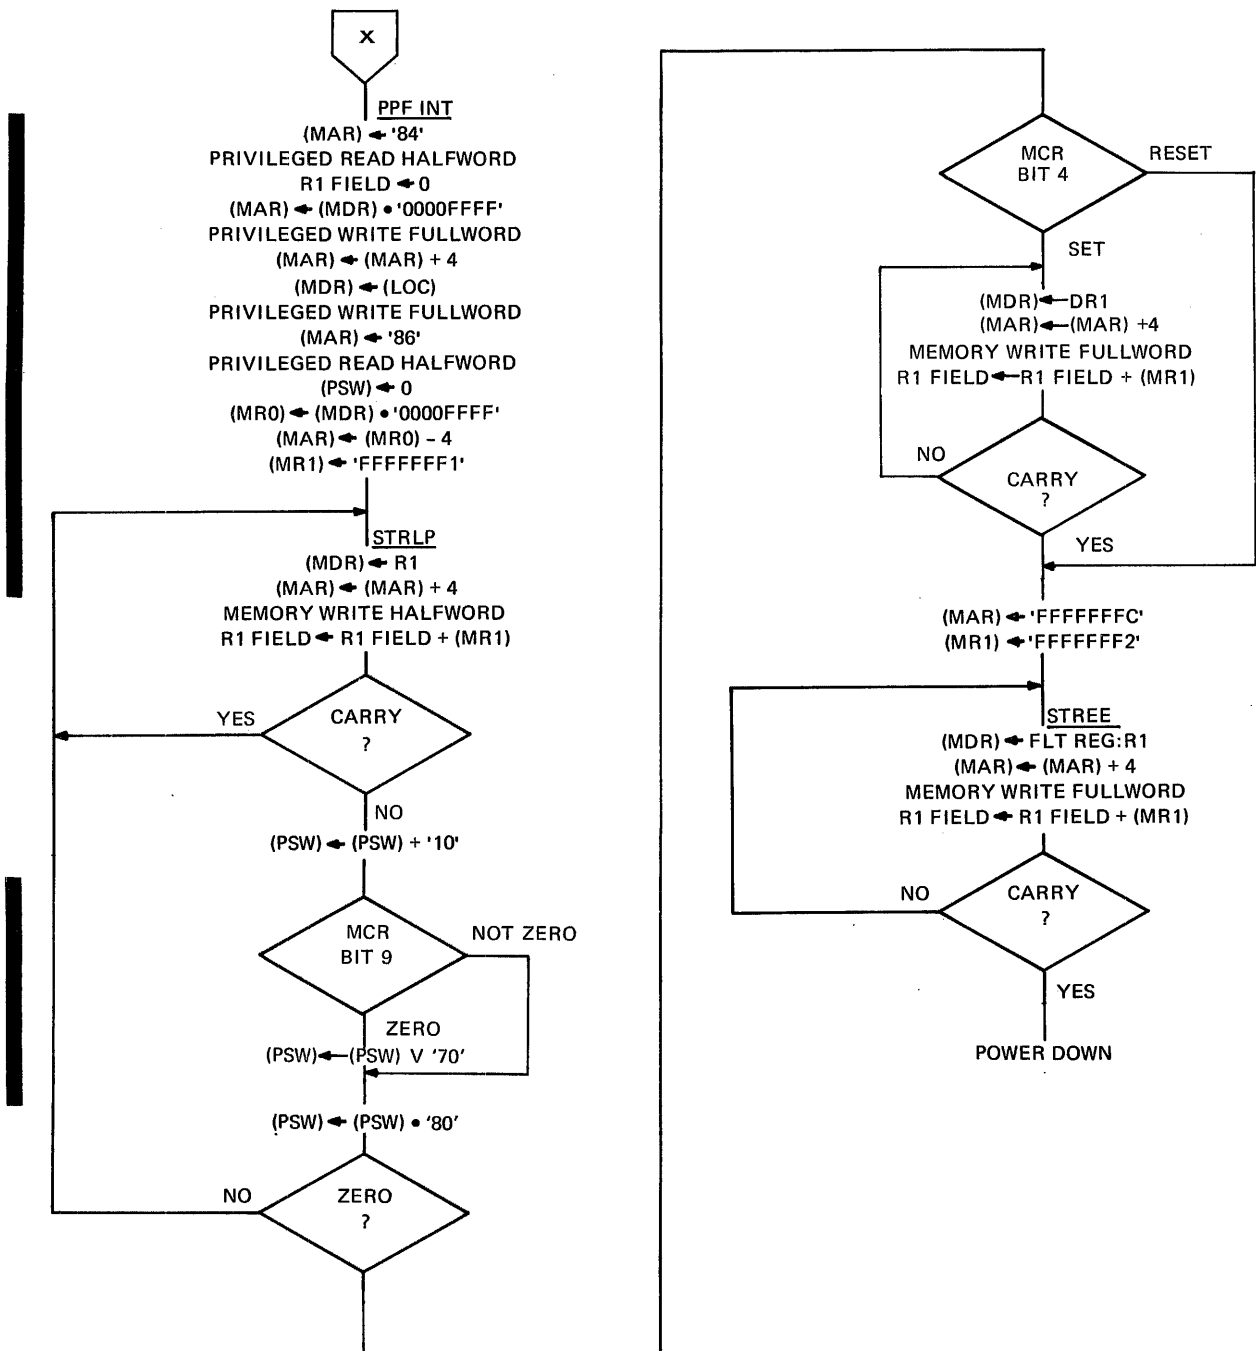 X
PPF INT
(MAR) ← '84'
PRIVILEGED READ HALFWORD
R1 FIELD ← 0
(MAR) ← (MDR) • '0000FFFF'
PRIVILEGED WRITE FULLWORD
(MAR) ← (MAR) + 4
(MDR) ← (LOC)
PRIVILEGED WRITE FULLWORD
(MAR) ← '86'
PRIVILEGED READ HALFWORD
(PSW) ← 0
(MR0) ← (MDR) • '0000FFFF'
(MAR) ← (MR0) – 4
(MR1) ← 'FFFFFFF1'
STRLP
(MDR) ← R1
(MAR) ← (MAR) + 4
MEMORY WRITE HALFWORD
R1 FIELD ← R1 FIELD + (MR1)
YES
CARRY
?
NO
(PSW) ← (PSW) + '10'
MCR
BIT 9
NOT ZERO
ZERO
(PSW) ← (PSW) V '70'
(PSW) ← (PSW) • '80'
NO
ZERO
?
MCR
BIT 4
RESET
SET
(MDR) ← DR1
(MAR) ← (MAR) +4
MEMORY WRITE FULLWORD
R1 FIELD ← R1 FIELD + (MR1)
NO
CARRY
?
YES
(MAR) ← 'FFFFFFFC'
(MR1) ← 'FFFFFFF2'
STREE
(MDR) ← FLT REG:R1
(MAR) ← (MAR) + 4
MEMORY WRITE FULLWORD
R1 FIELD ← R1 FIELD + (MR1)
NO
CARRY
?
YES
POWER DOWN